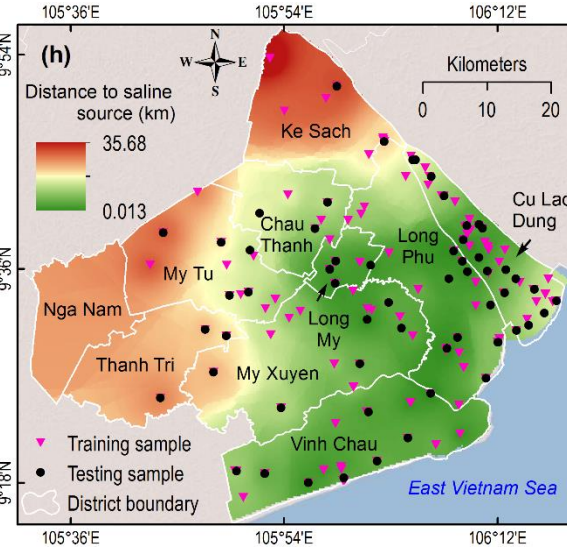 105°54'
106°12'
9°54'
(h)
N
W E
S
Kilometers
0 10 20
Distance to saline
source (km)
35.68
0.013
Ke Sach
Cu Lao
Dung
Chau
Thanh
Long
Phu
9°36'
My Tu
Nga Nam
Long
My
Thanh Tri
My Xuyen
Training sample
Testing sample
District boundary
Vinh Chau
East Vietnam Sea
9°18'
105°36'
105°54'
106°12'